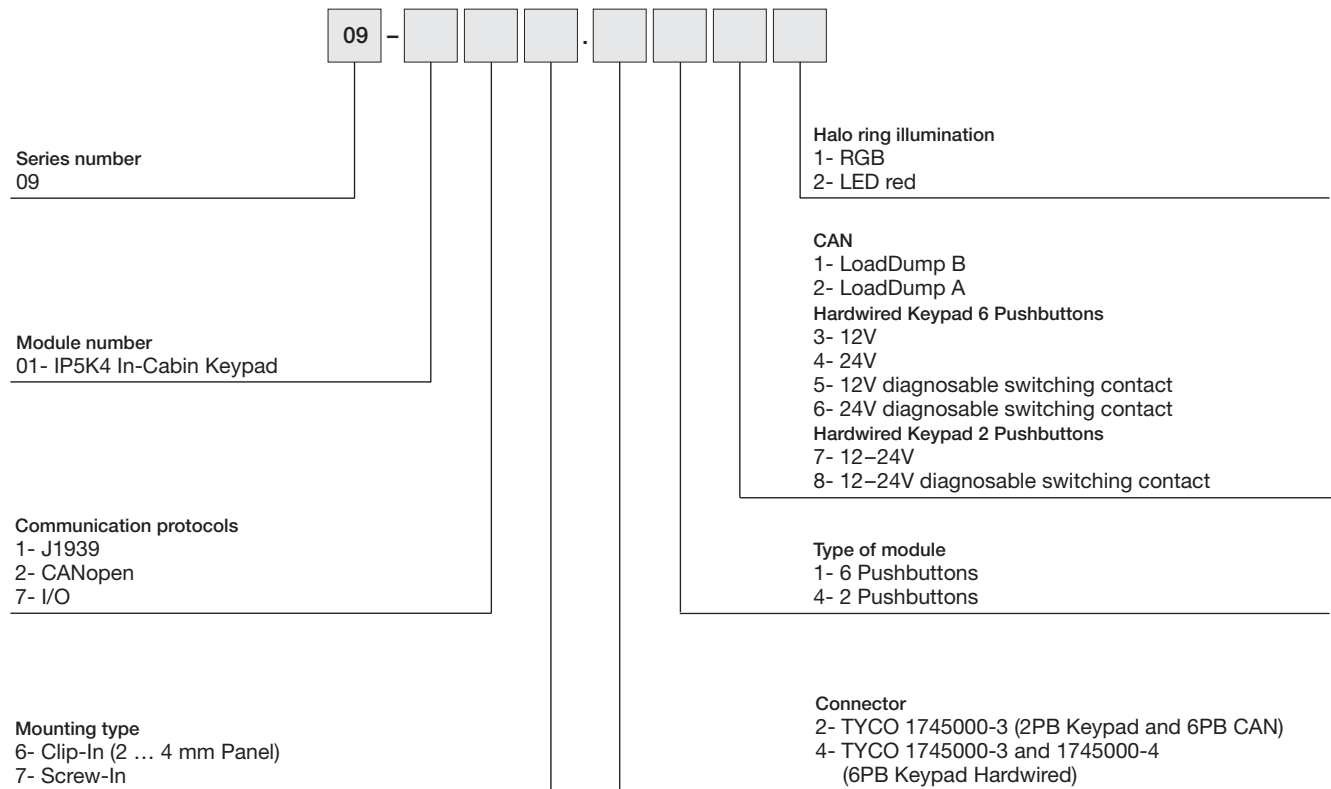 09 – .
Series number
09
Module number
01- IP5K4 In-Cabin Keypad
Communication protocols
1- J1939
2- CANopen
7- I/O
Mounting type
6- Clip-In (2 … 4 mm Panel)
7- Screw-In
Halo ring illumination
1- RGB
2- LED red
CAN
1- LoadDump B
2- LoadDump A
Hardwired Keypad 6 Pushbuttons
3- 12V
4- 24V
5- 12V diagnosable switching contact
6- 24V diagnosable switching contact
Hardwired Keypad 2 Pushbuttons
7- 12–24V
8- 12–24V diagnosable switching contact
Type of module
1- 6 Pushbuttons
4- 2 Pushbuttons
Connector
2- TYCO 1745000-3 (2PB Keypad and 6PB CAN)
4- TYCO 1745000-3 and 1745000-4
(6PB Keypad Hardwired)